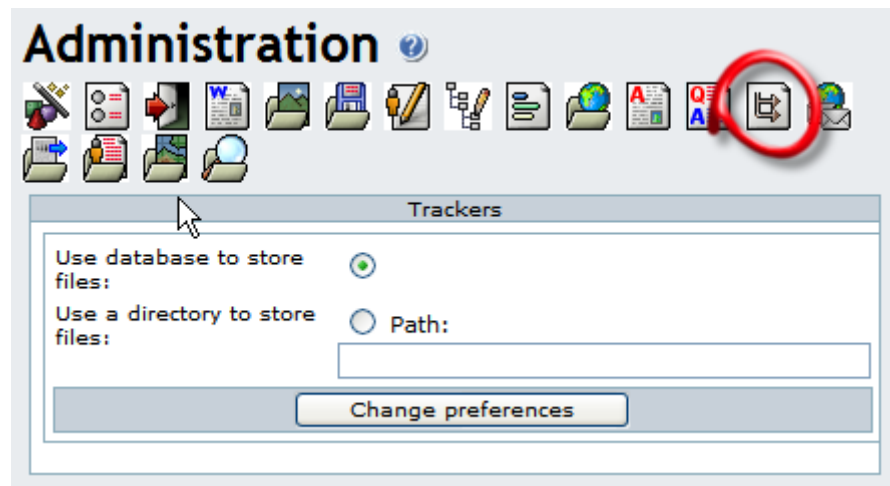 Administration
Trackers
Use database to store
files:
Use a directory to store
files:
Path:
Change preferences